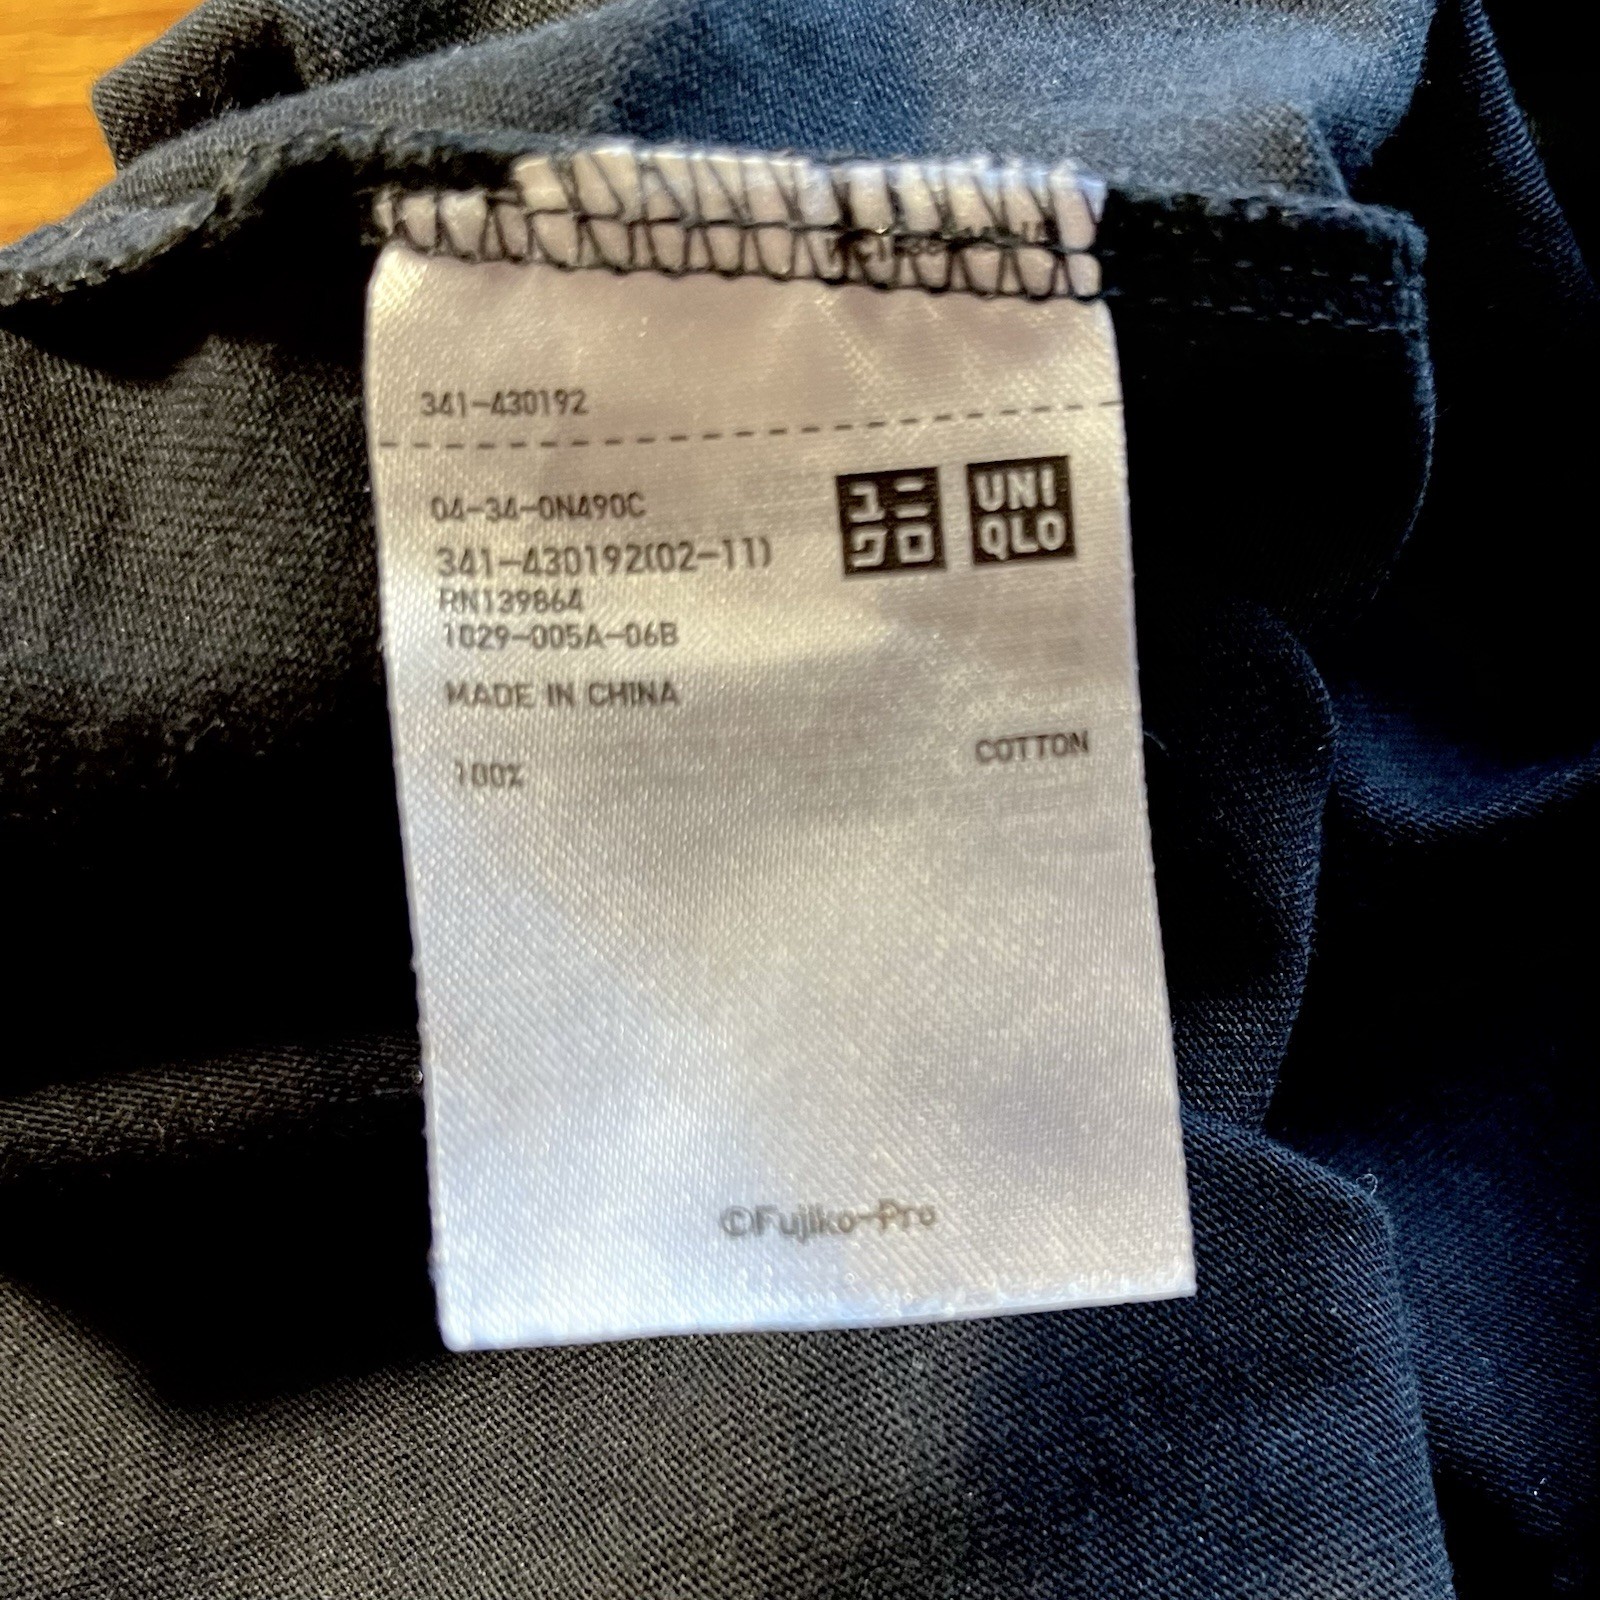 341-430192
04-34-0N490C
ユニ
クロ
UNI
QLO
341-430192(02-11)
RN139864
1029-005A-06B
MADE IN CHINA
COTTON
100%
©Fujiko-Pro